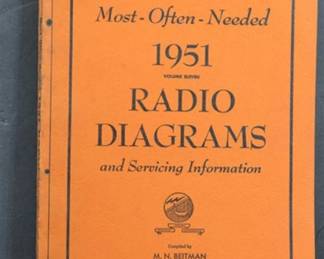 Most-Often-Needed
1951
VOLUME ELEVEN
RADIO
DIAGRAMS
and Servicing Information
Compiled by
M. N. BEITMAN